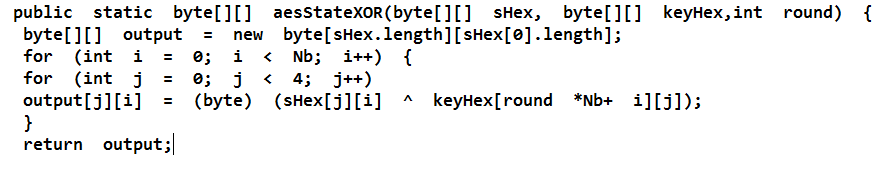 public static byte[][] aesStateXOR(byte[][] sHex, byte[][] keyHex,int round) {
byte[][] output = new byte[sHex.length][sHex[0].length];
for (int i = 0; i < Nb; i++) {
for (int j = 0; j < 4; j++)
output[j][i] = (byte) (sHex[j][i] ^ keyHex[round *Nb+ i][j]);
}
return output;